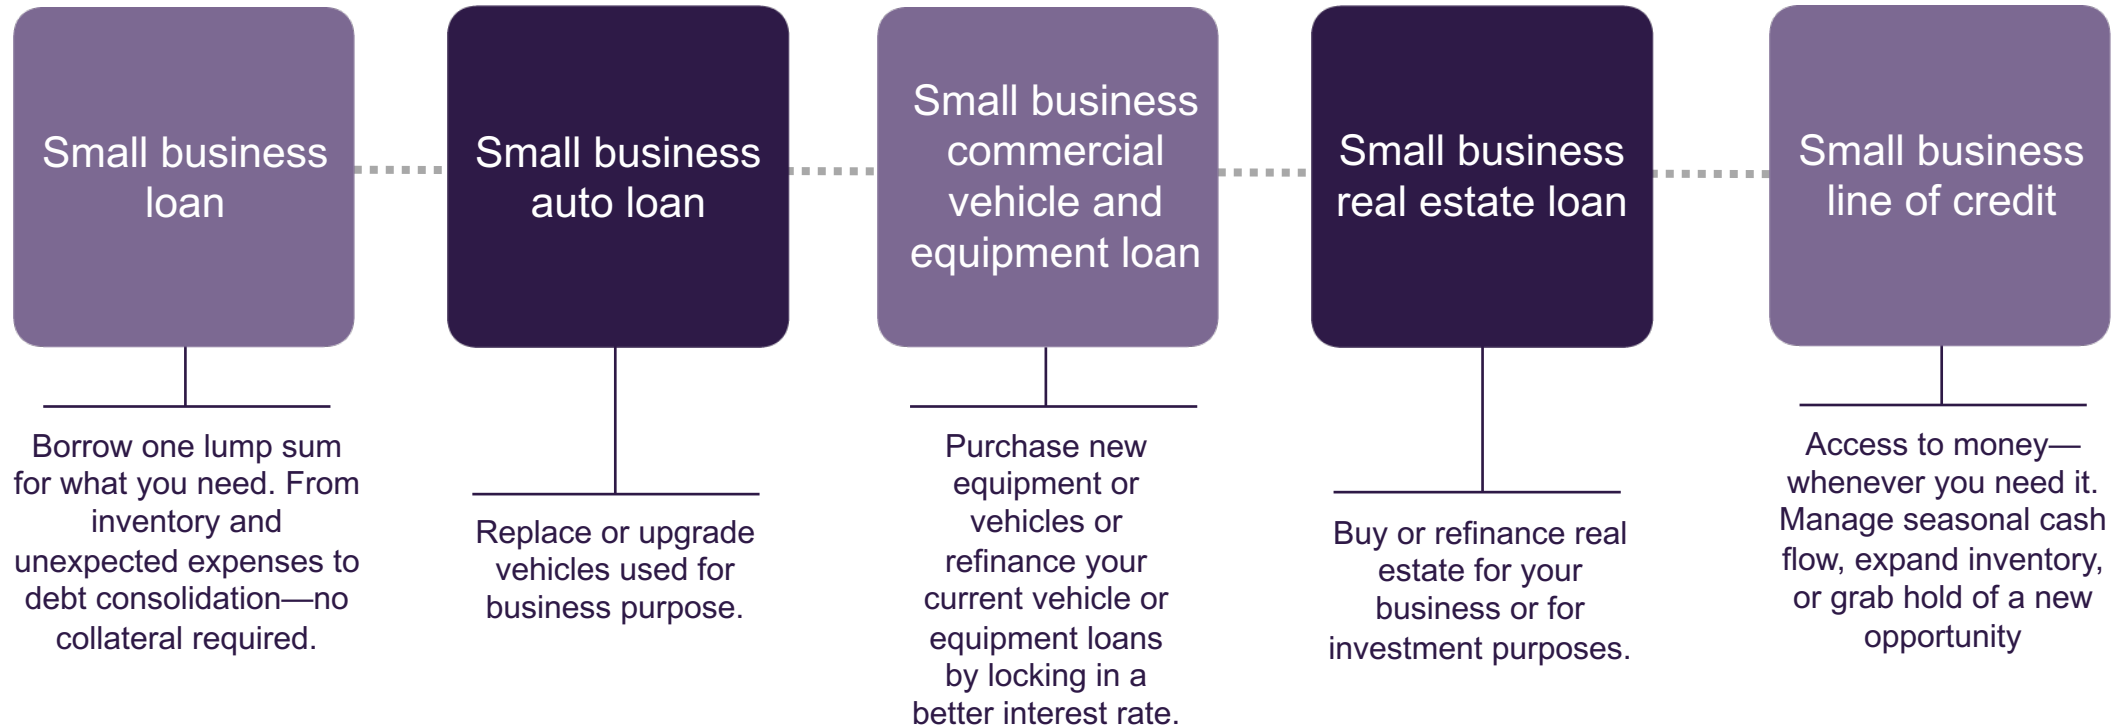 Small business
loan
Small business
auto loan
Small business
commercial
vehicle and
equipment loan
Small business
real estate loan
Small business
line of credit
Borrow one lump sum
for what you need. From
inventory and
unexpected expenses to
debt consolidation—no
collateral required.
Replace or upgrade
vehicles used for
business purpose.
Purchase new
equipment or
vehicles or
refinance your
current vehicle or
equipment loans
by locking in a
better interest rate.
Buy or refinance real
estate for your
business or for
investment purposes.
Access to money—
whenever you need it.
Manage seasonal cash
flow, expand inventory,
or grab hold of a new
opportunity